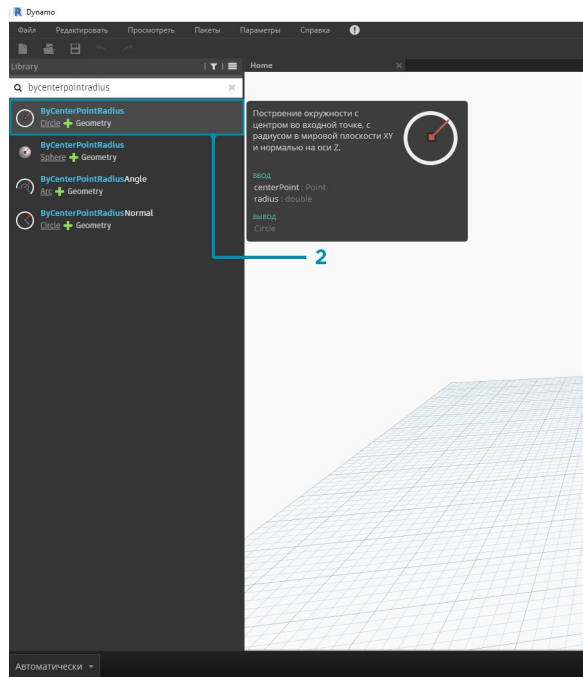 Dynamo
Файл Редактировать Просмотреть Пакеты Параметры Справка
Library
Home
bycenterpointradius
ByCenterPointRadius
Circle Geometry
ByCenterPointRadius
Sphere Geometry
ByCenterPointRadiusAngle
Arc Geometry
ByCenterPointRadiusNormal
Circle Geometry
Построение окружности с
центром во входной точке, с
радиусом в мировой плоскости XY
и нормалью на оси Z.
ВВОД
centerPoint : Point
radius : double
ВЫВОД
Circle
2
Автоматически